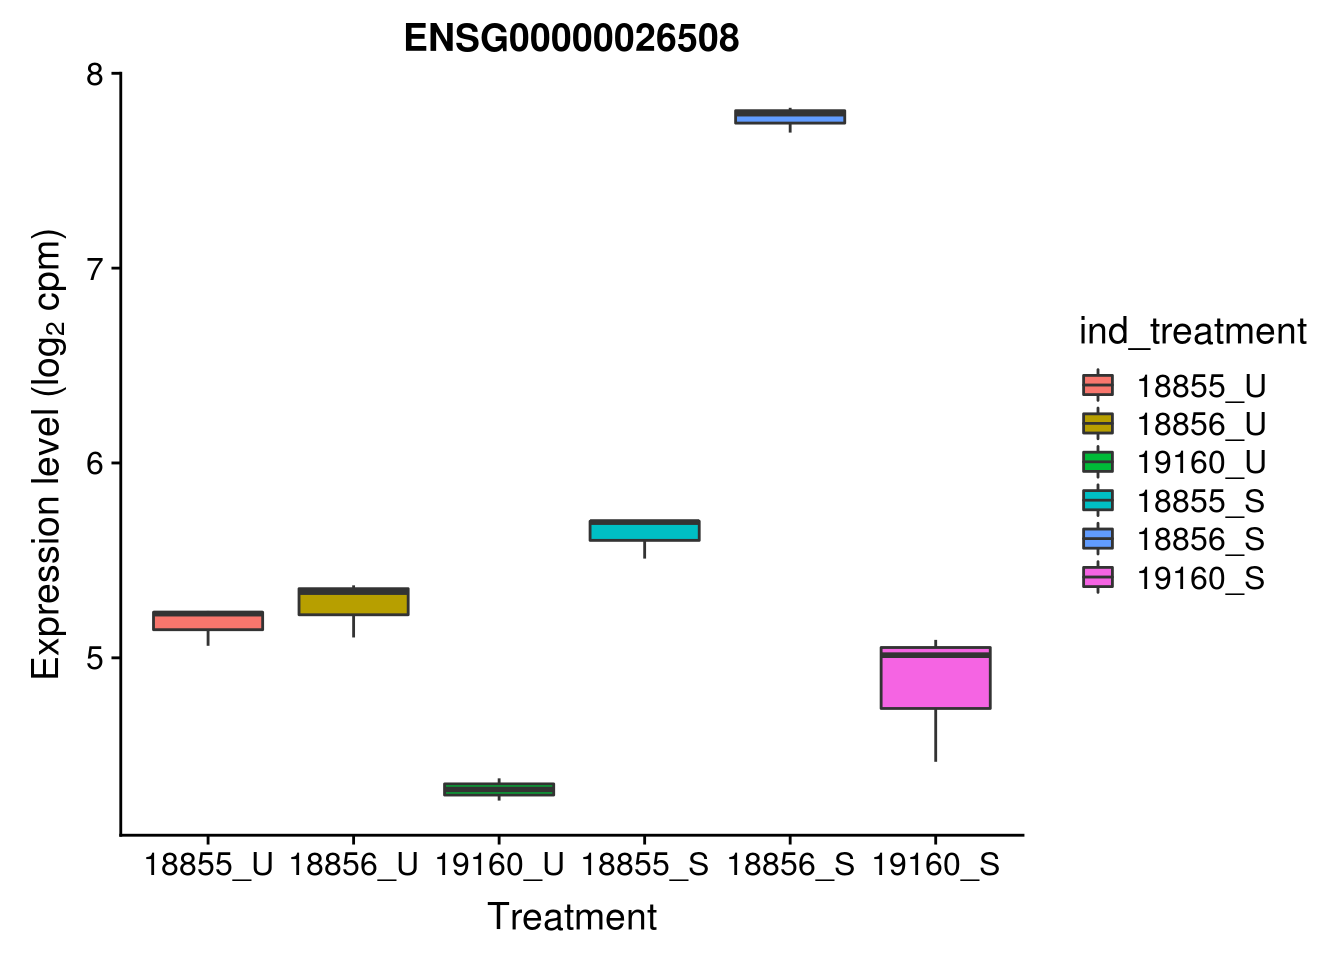 ENSG00000026508
8
7
6
5
Expression level (log₂ cpm)
18855_U 18856_U 19160_U 18855_S 18856_S 19160_S
Treatment
ind_treatment
18855_U
18856_U
19160_U
18855_S
18856_S
19160_S